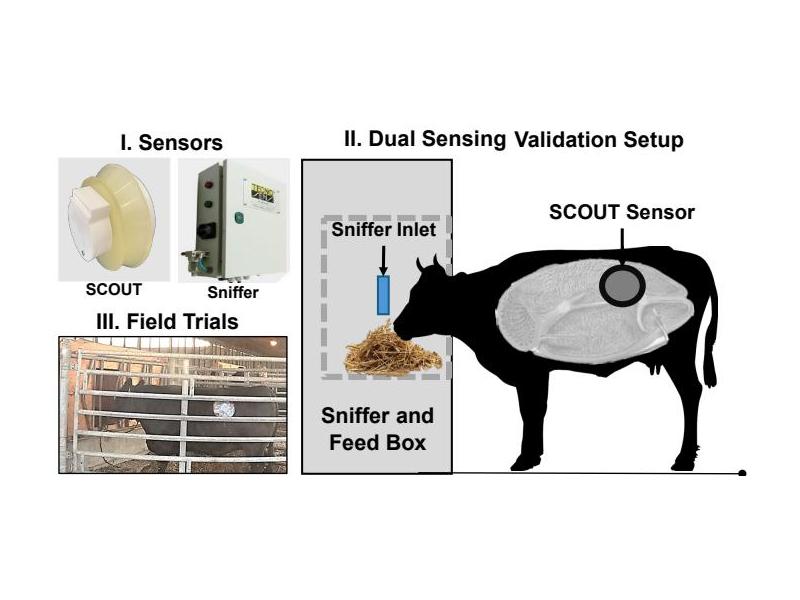 I. Sensors
II. Dual Sensing Validation Setup
SCOUT
Sniffer
III. Field Trials
Sniffer Inlet
SCOUT Sensor
Sniffer and
Feed Box